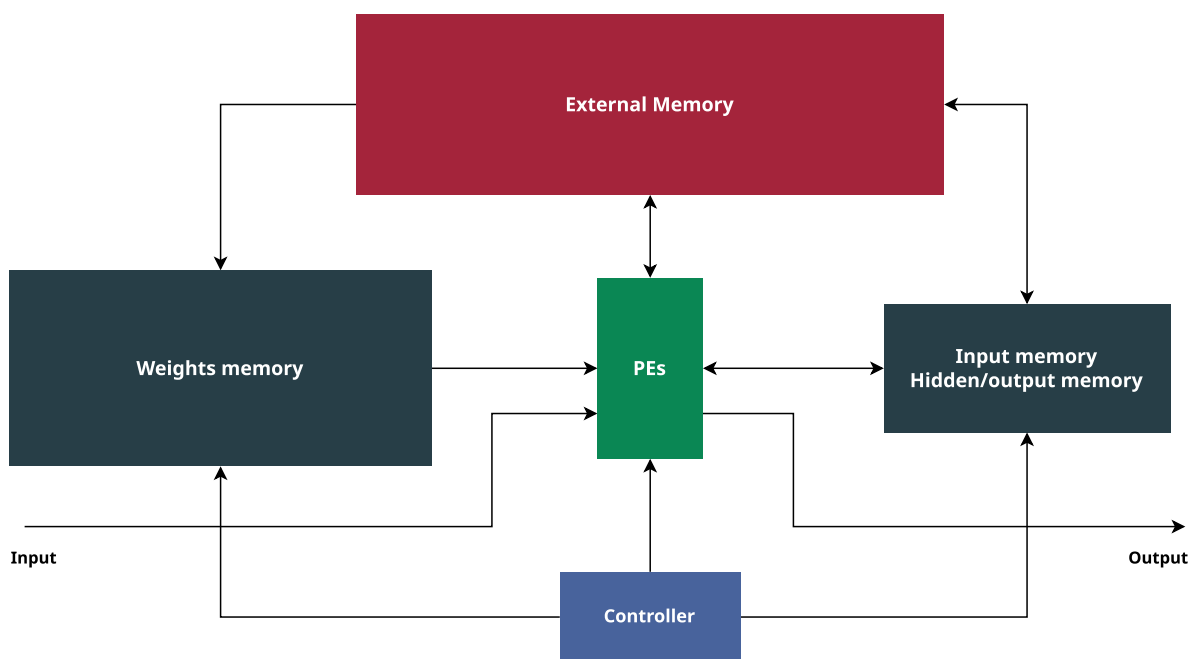 External Memory
Weights memory
PEs
Input memory
Hidden/output memory
Input
Output
Controller